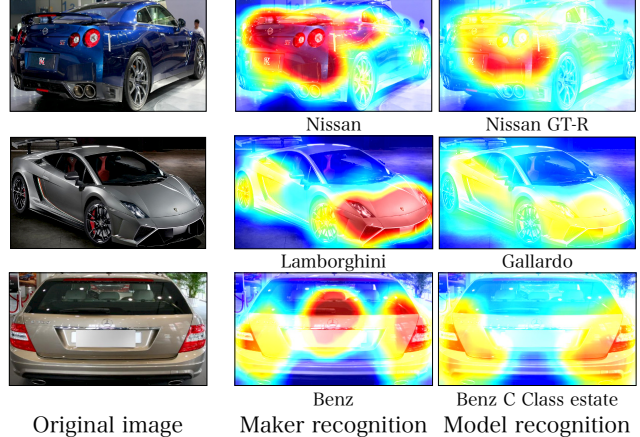 Nissan
Nissan GT-R
Lamborghini
Gallardo
Benz
Benz C Class estate
Original image
Maker recognition
Model recognition